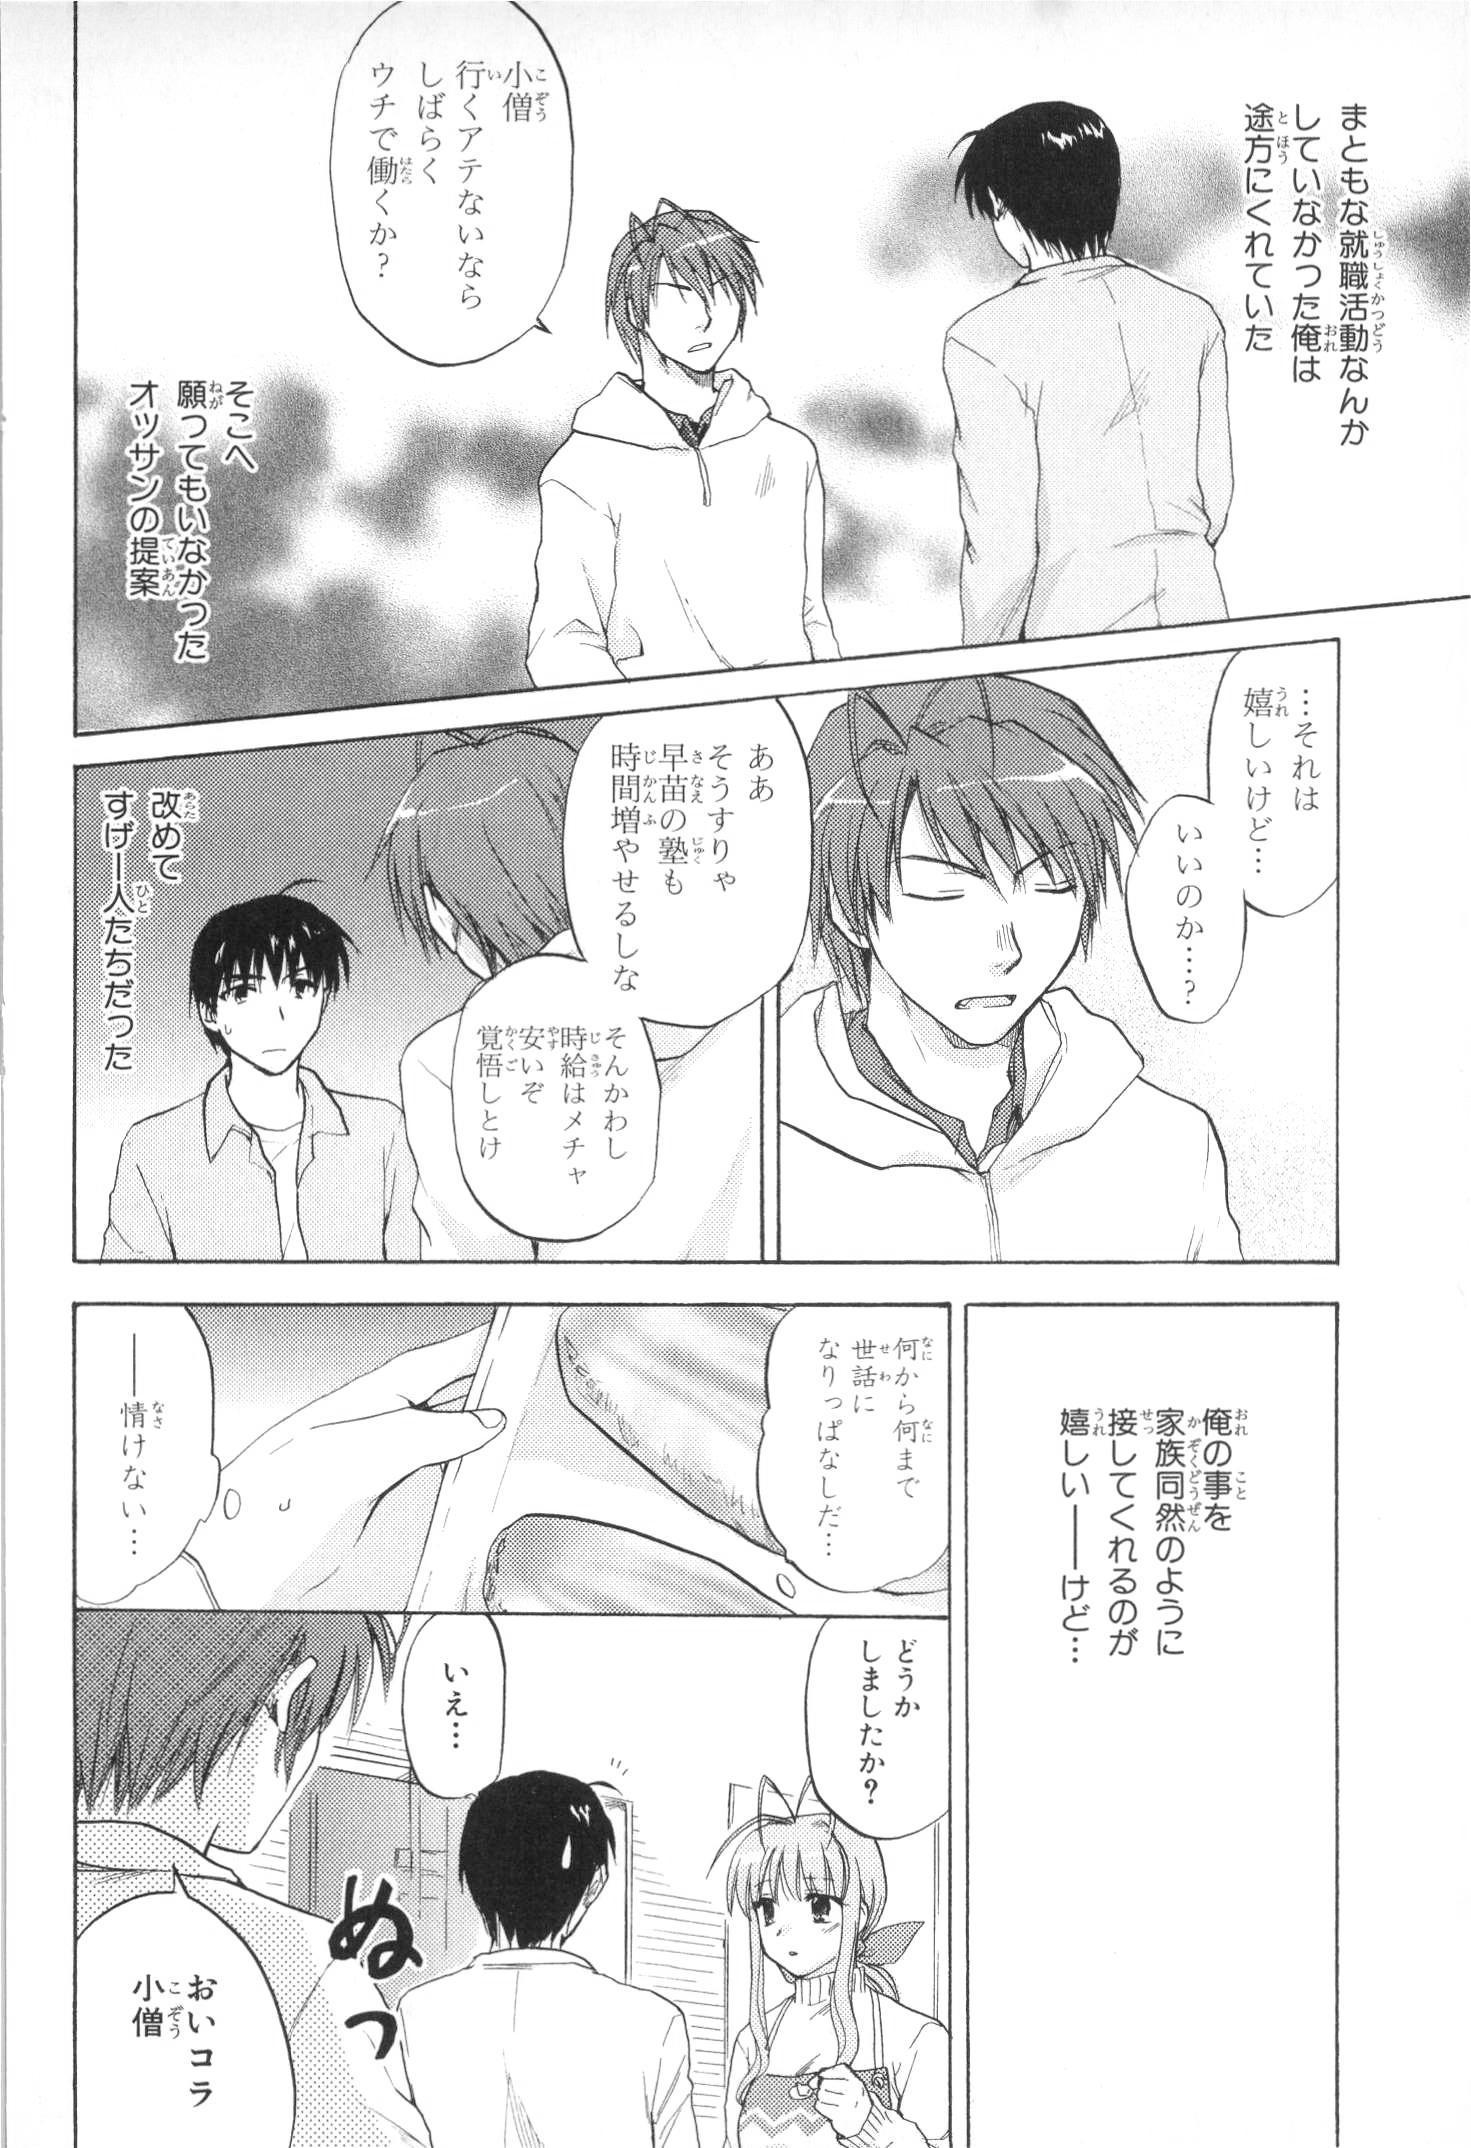 まともな就職活動なんか
していなかった俺は
途方にくれていた
小僧
行くアテないなら
しばらく
ウチで働くか？
そこへ
願ってもいなかった
オッサンの提案
…それは
嬉しいけど…
いいのか…？
ああ
そうすりゃ
早苗の塾も
時間増やせるしな
そんかわし
時給はメチャ
安いぞ
覚悟しとけ
改めて
すげー人たちだった
俺の事を
家族同然のように
接してくれるのが
嬉しい――けど…
何から何まで
世話に
なりっぱなしだ…
――情けない…
どうか
しましたか？
いえ…
ぬっ
おいコラ
小僧